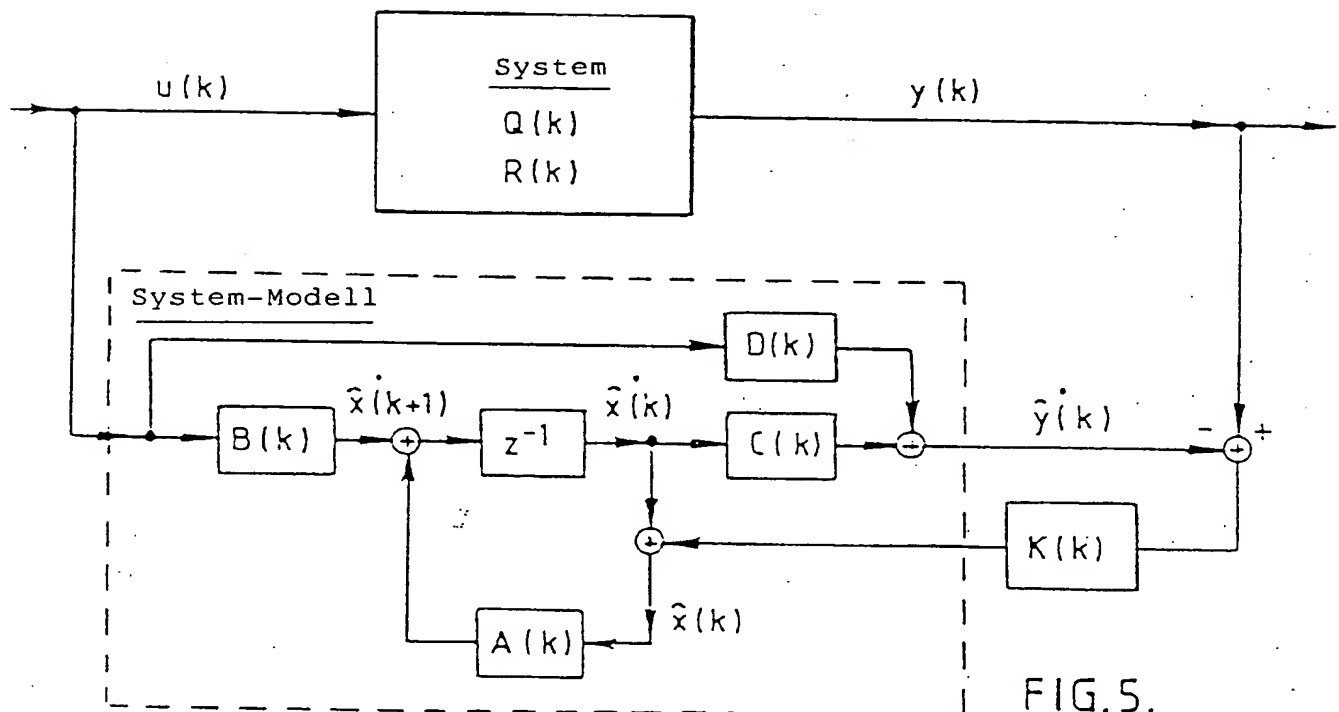 System
Q(k)
R(k)
u(k)
y(k)
System-Modell
D(k)
x̂˙(k+1)
x̂˙(k)
B(k)
+
z⁻¹
C(k)
+
ŷ˙(k)
-
+
+
+
K(k)
A(k)
x̂(k)
FIG.5.